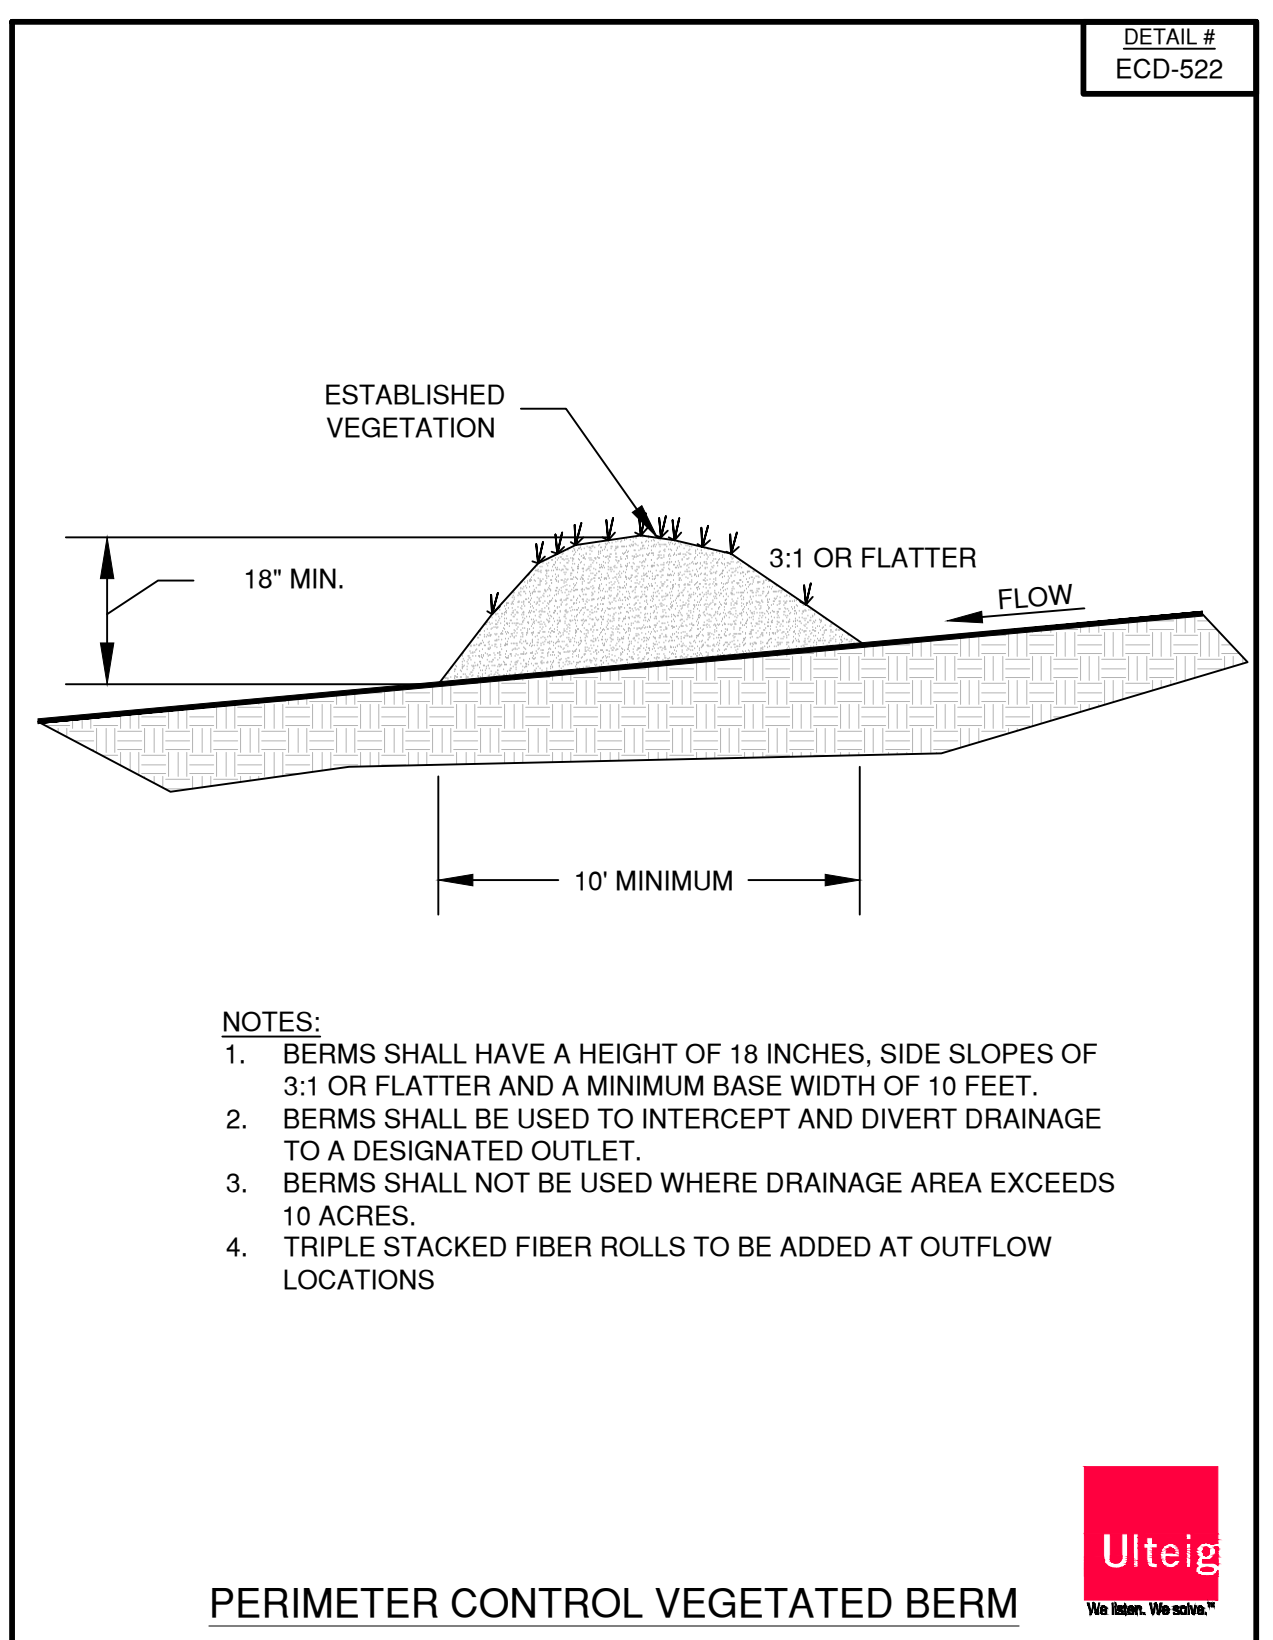 DETAIL #
ECD-522
ESTABLISHED
VEGETATION
3:1 OR FLATTER
18" MIN.
FLOW
10' MINIMUM
NOTES:
1. BERMS SHALL HAVE A HEIGHT OF 18 INCHES, SIDE SLOPES OF
3:1 OR FLATTER AND A MINIMUM BASE WIDTH OF 10 FEET.
2. BERMS SHALL BE USED TO INTERCEPT AND DIVERT DRAINAGE
TO A DESIGNATED OUTLET.
3. BERMS SHALL NOT BE USED WHERE DRAINAGE AREA EXCEEDS
10 ACRES.
4. TRIPLE STACKED FIBER ROLLS TO BE ADDED AT OUTFLOW
LOCATIONS
Ulteig
We listen. We solve.™
PERIMETER CONTROL VEGETATED BERM